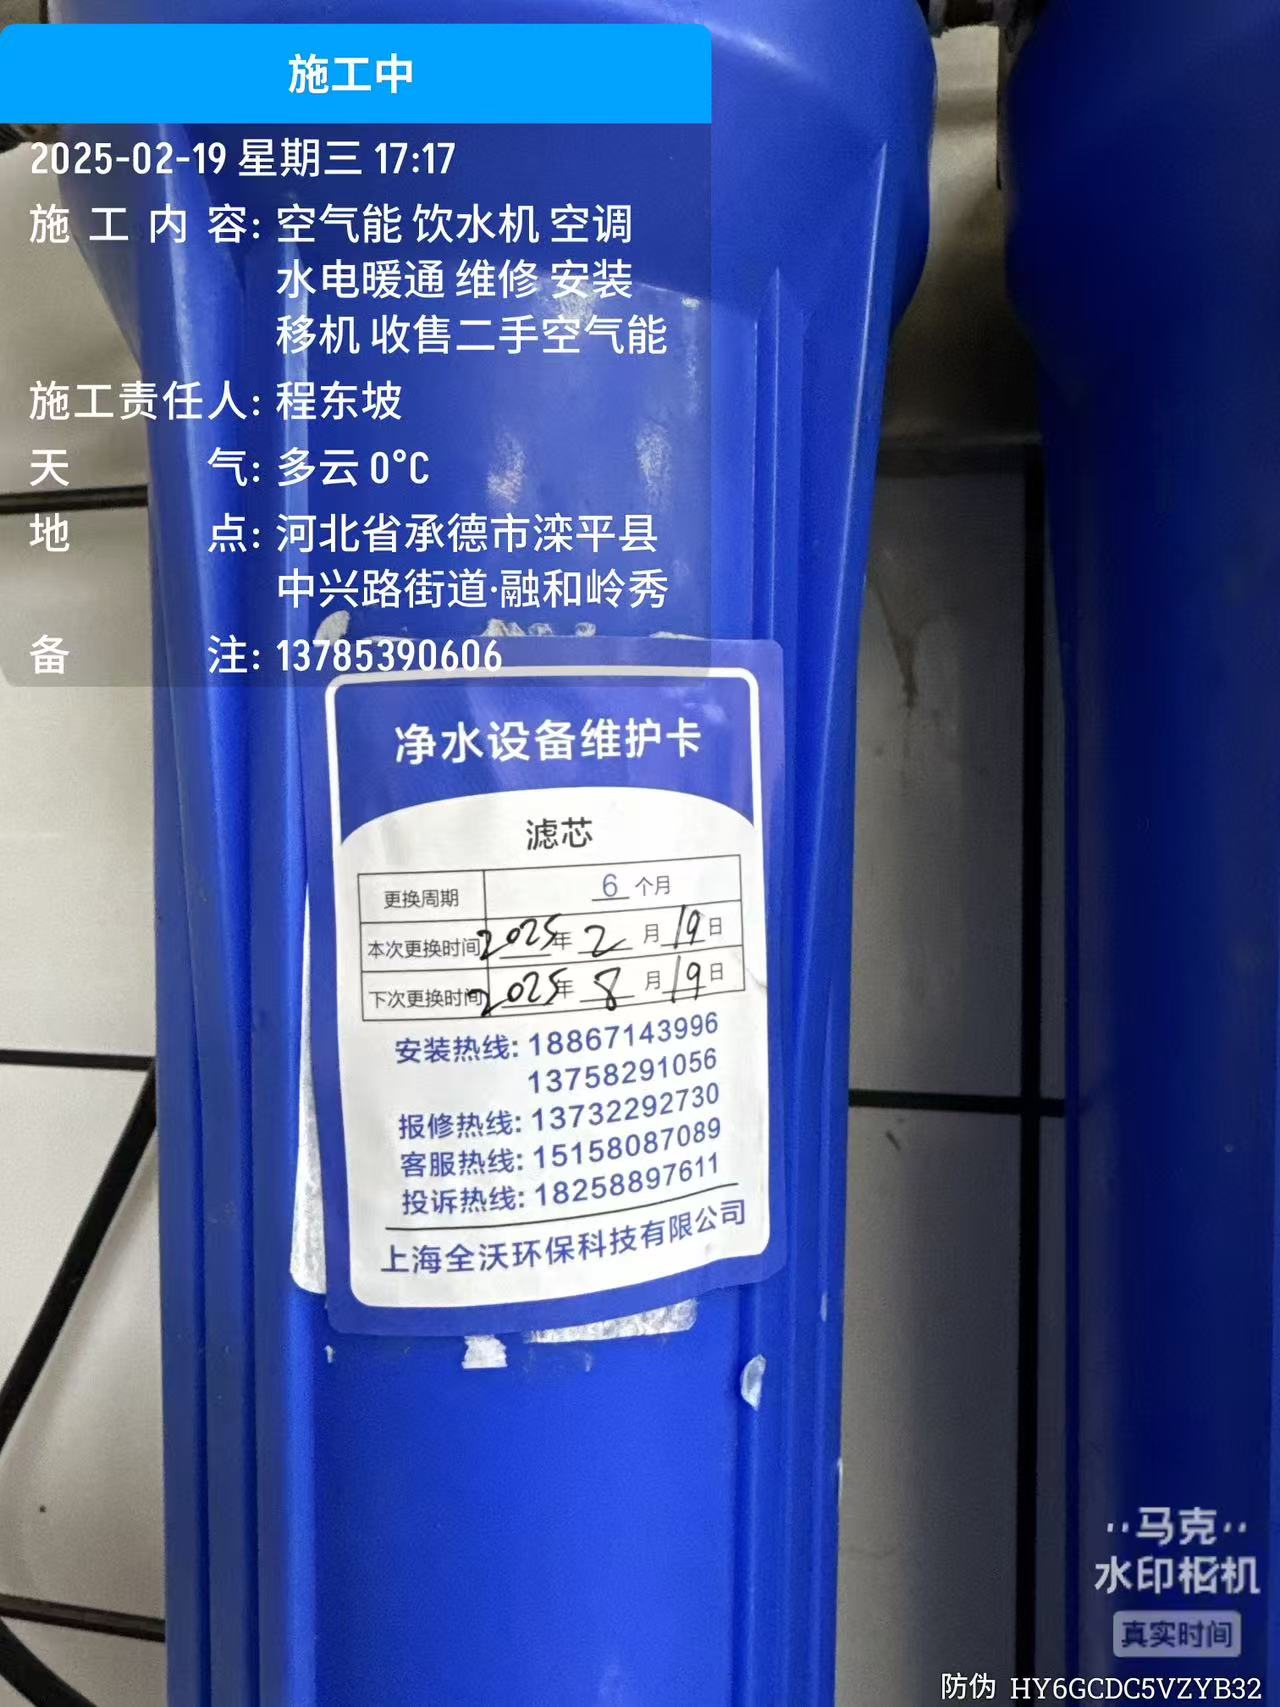 施工中
2025-02-19 星期三 17:17
施工内容: 空气能 饮水机 空调
水电暖通 维修 安装
移机 收售二手空气能
施工责任人: 程东坡
天气: 多云 0°C
地点: 河北省承德市滦平县
中兴路街道·融和岭秀
备注: 13785390606
净水设备维护卡
滤芯
更换周期 6 个月
本次更换时间 2025年 2 月 19 日
下次更换时间 2025年 8 月 19 日
安装热线: 18867143996
13758291056
报修热线: 13732292730
客服热线: 15158087089
投诉热线: 18258897611
上海全沃环保科技有限公司
马克
水印相机
真实时间
防伪 HY6GCDC5VZYB32